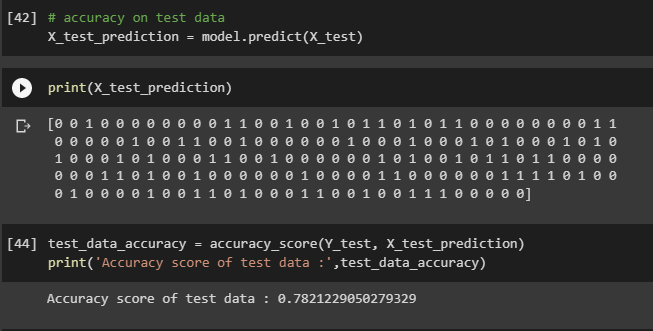 [42] # accuracy on test data
X_test_prediction = model.predict(X_test)
print(X_test_prediction)
[0 0 1 0 0 0 0 0 0 0 0 0 1 1 0 0 1 0 0 1 0 1 1 0 1 0 1 1 0 0 0 0 0 0 0 0 1 1
0 0 0 0 0 1 0 0 1 1 0 0 1 0 0 0 0 0 0 1 0 0 0 1 0 0 0 1 0 1 0 0 0 1 0 1 0
1 0 0 0 1 0 1 0 0 0 1 1 0 0 1 0 0 0 0 0 0 0 1 0 1 0 0 1 0 1 1 0 1 1 0 0 0 0
0 0 0 1 1 0 1 0 0 1 0 0 0 0 0 0 1 0 0 0 0 1 1 0 0 0 0 0 0 1 1 1 1 0 1 0 0
0 1 0 0 0 0 1 0 0 1 1 0 1 0 0 0 1 1 0 0 1 0 0 1 1 1 0 0 0 0 0]
[44] test_data_accuracy = accuracy_score(Y_test, X_test_prediction)
print('Accuracy score of test data :',test_data_accuracy)
Accuracy score of test data : 0.7821229050279329